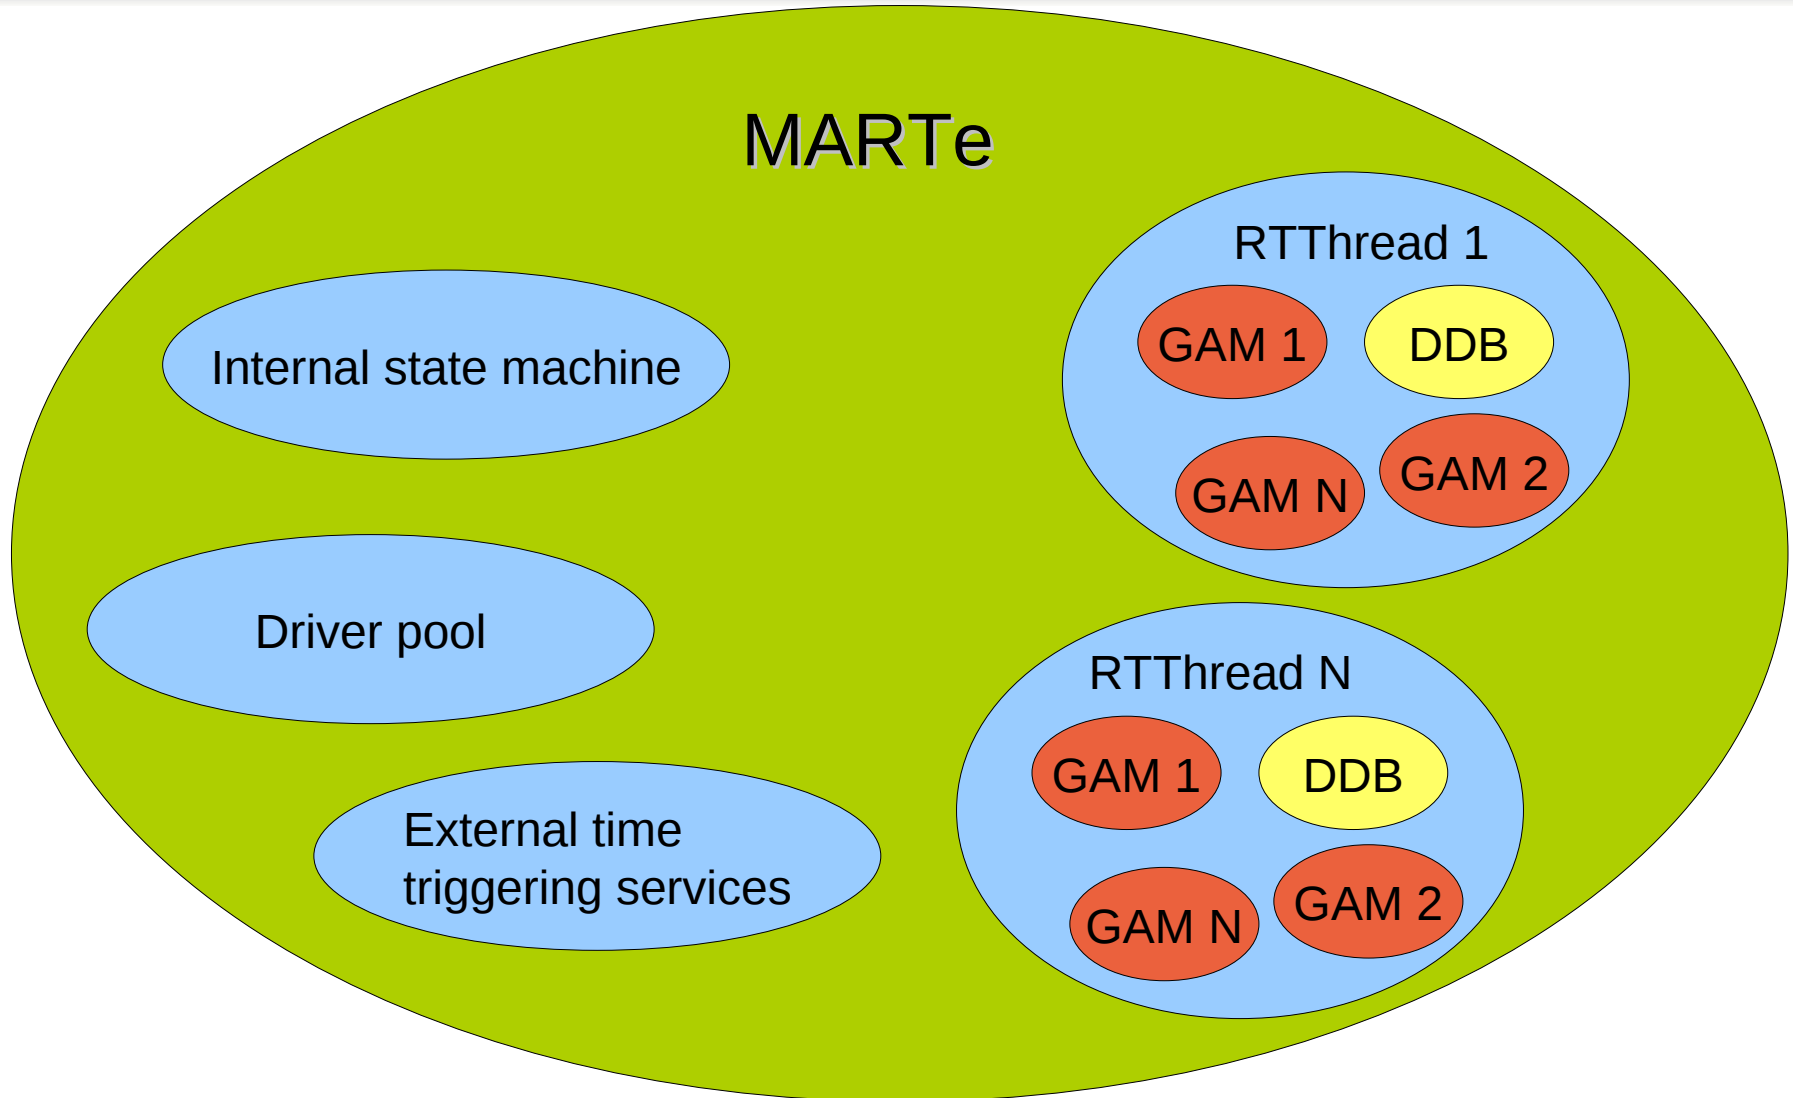 MARTe
RTThread 1
GAM 1
DDB
GAM N
GAM 2
Internal state machine
Driver pool
External time
triggering services
RTThread N
GAM 1
DDB
GAM N
GAM 2